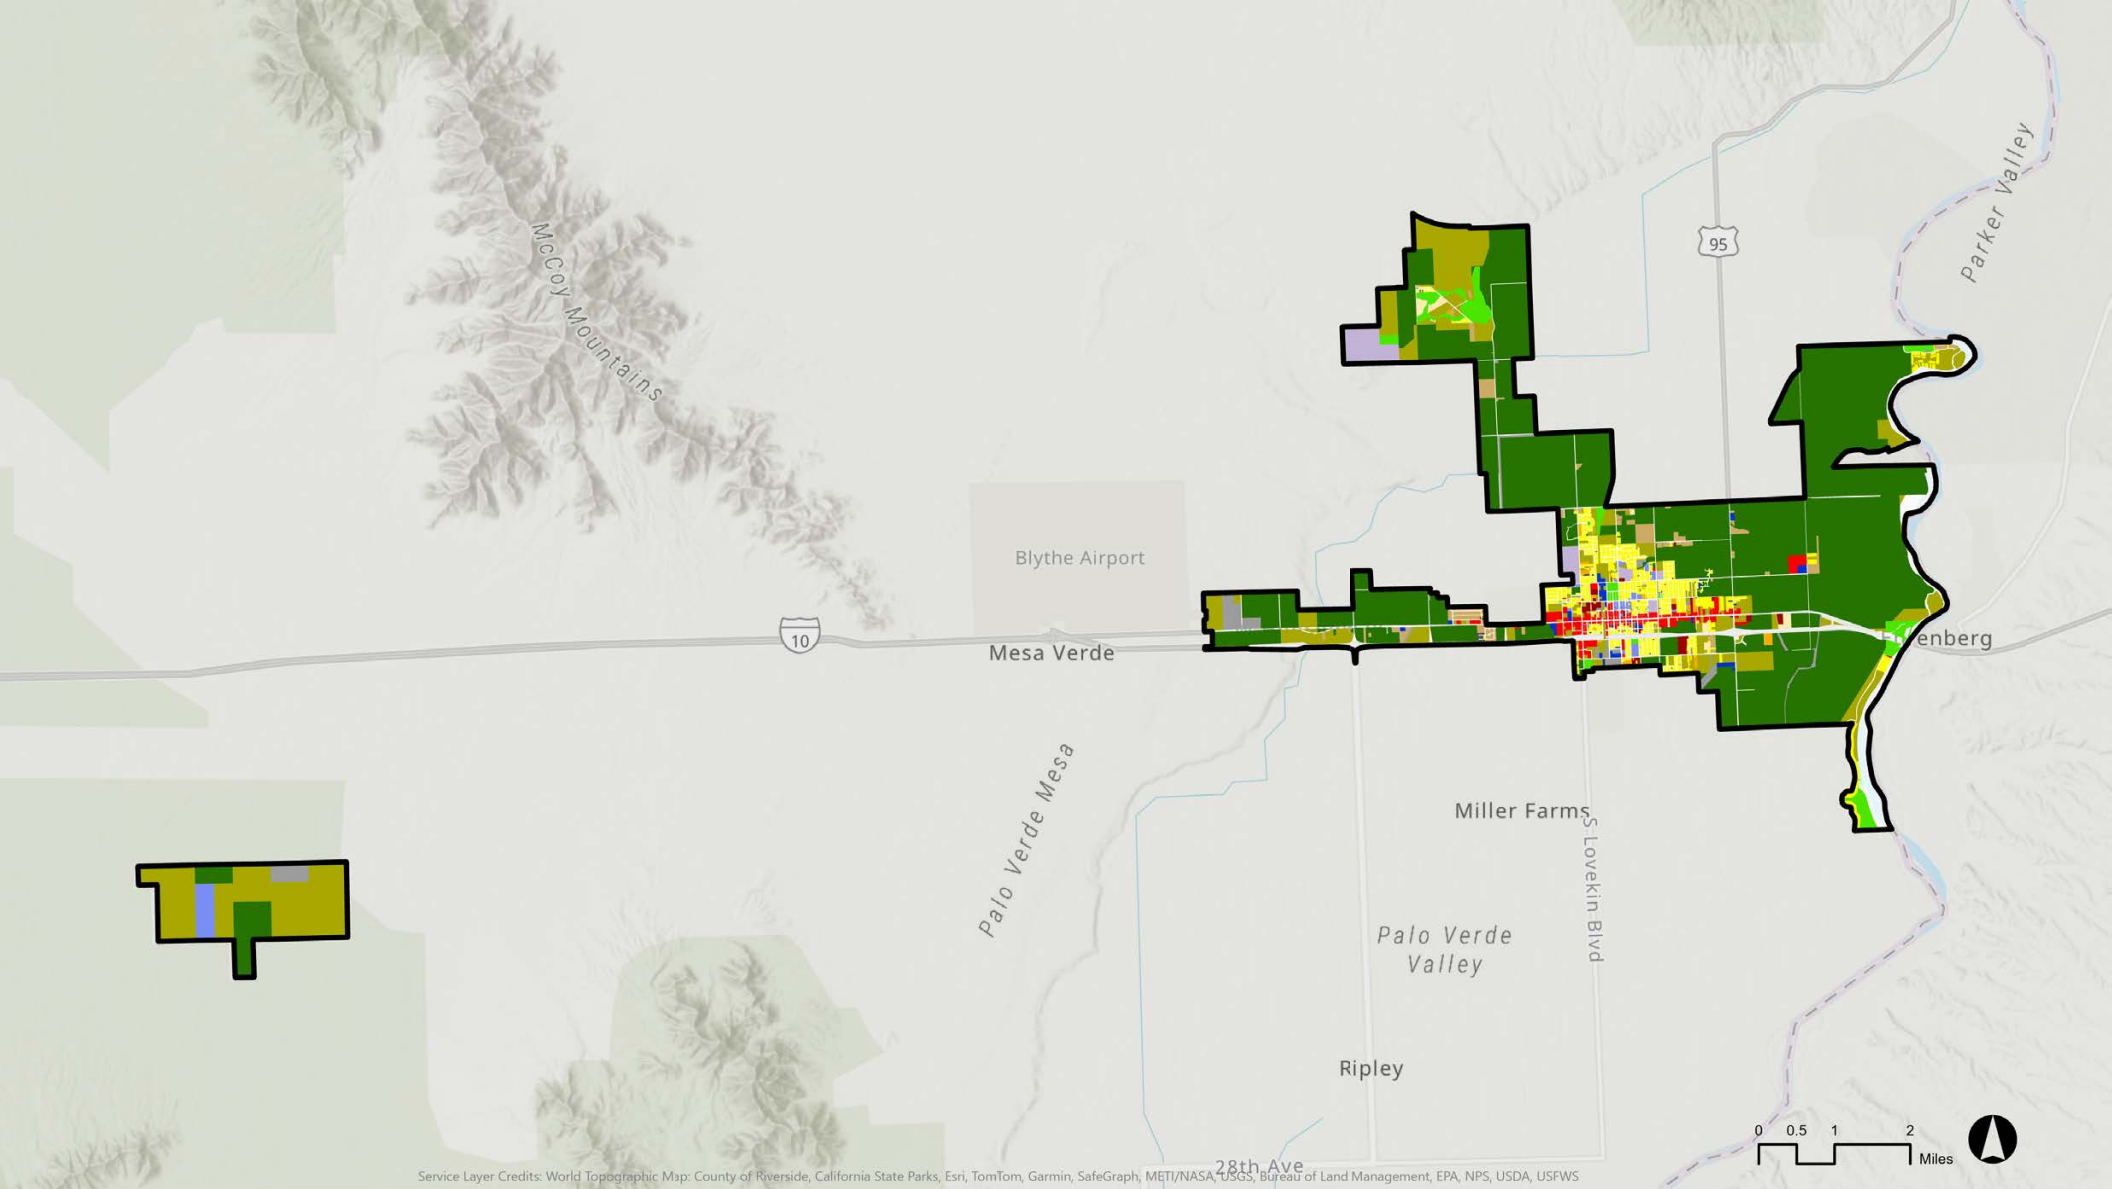 Parker Valley
95
McCoy Mountains
Blythe Airport
10
Mesa Verde
enberg
Palo Verde Mesa
Miller Farms
S Lovekin Blvd
Palo Verde
Valley
Ripley
28th Ave
0 0.5 1 2
Miles
Service Layer Credits: World Topographic Map: County of Riverside, California State Parks, Esri, TomTom, Garmin, SafeGraph, METI/NASA, USGS, Bureau of Land Management, EPA, NPS, USDA, USFWS